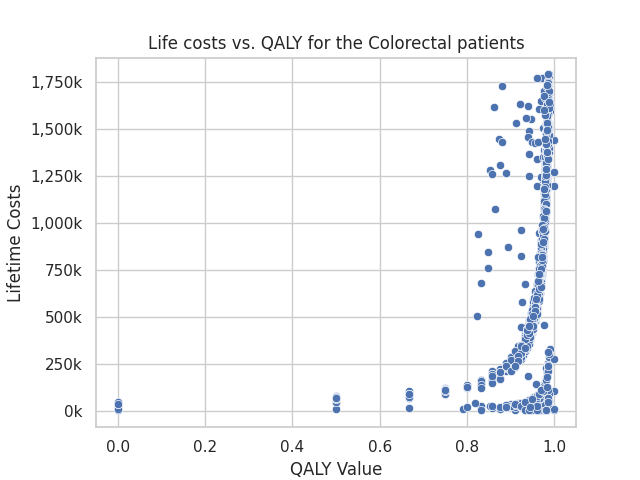 Life costs vs. QALY for the Colorectal patients
Lifetime Costs
1,750k
1,500k
1,250k
1,000k
750k
500k
250k
0k
0.0 0.2 0.4 0.6 0.8 1.0
QALY Value